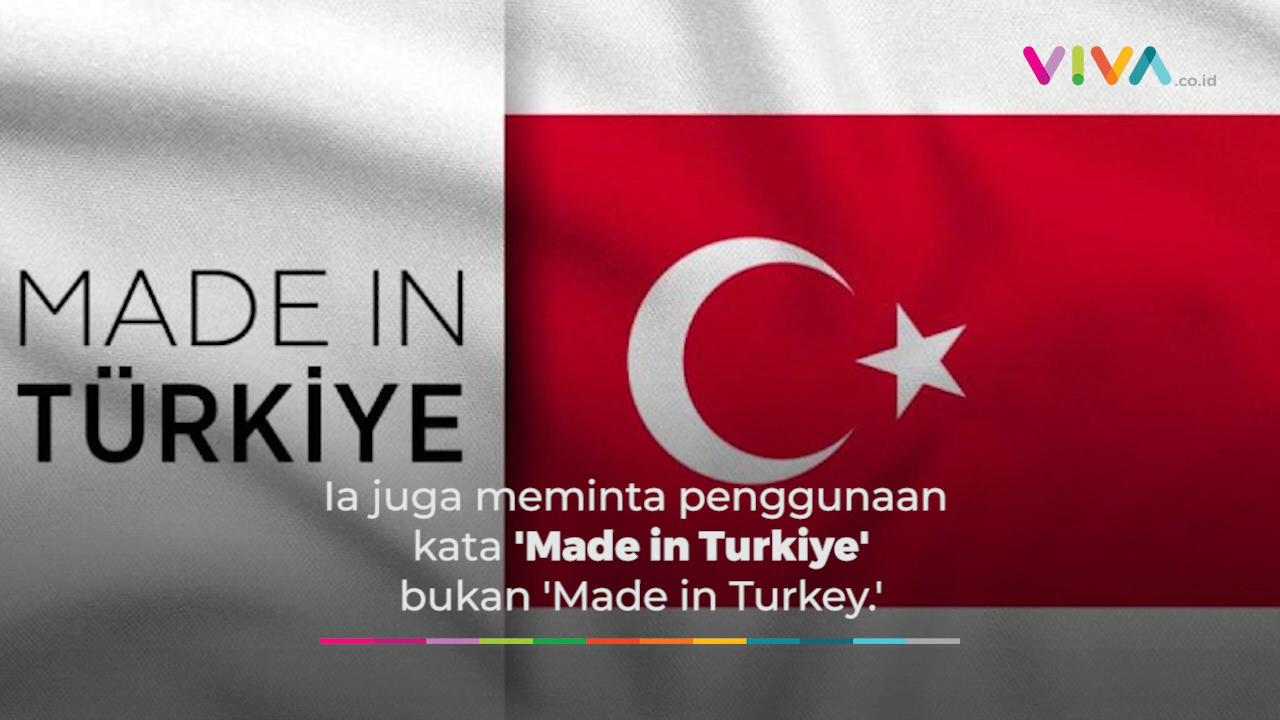 VIVA.co.id
MADE IN
TÜRKİYE
Ia juga meminta penggunaan
kata 'Made in Turkiye'
bukan 'Made in Turkey.'